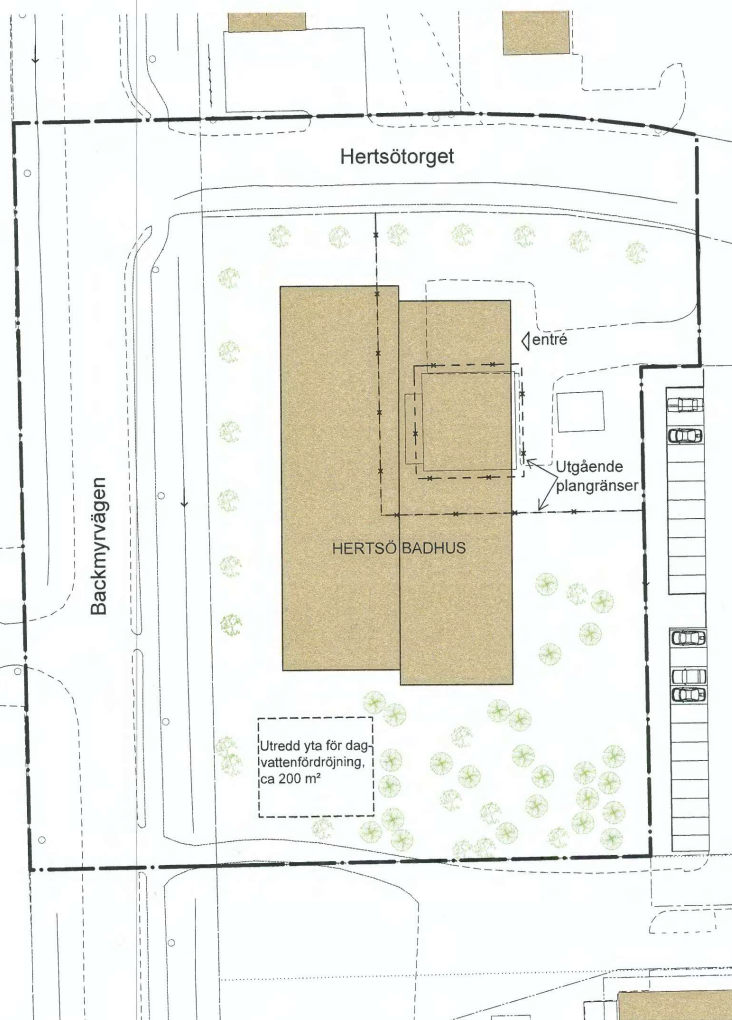 Hertsötorget
entré
Utgående
plangränser
HERTSÖ BADHUS
Backmyrvägen
Utredd yta för dag-
vattenfördröjning,
ca 200 m²